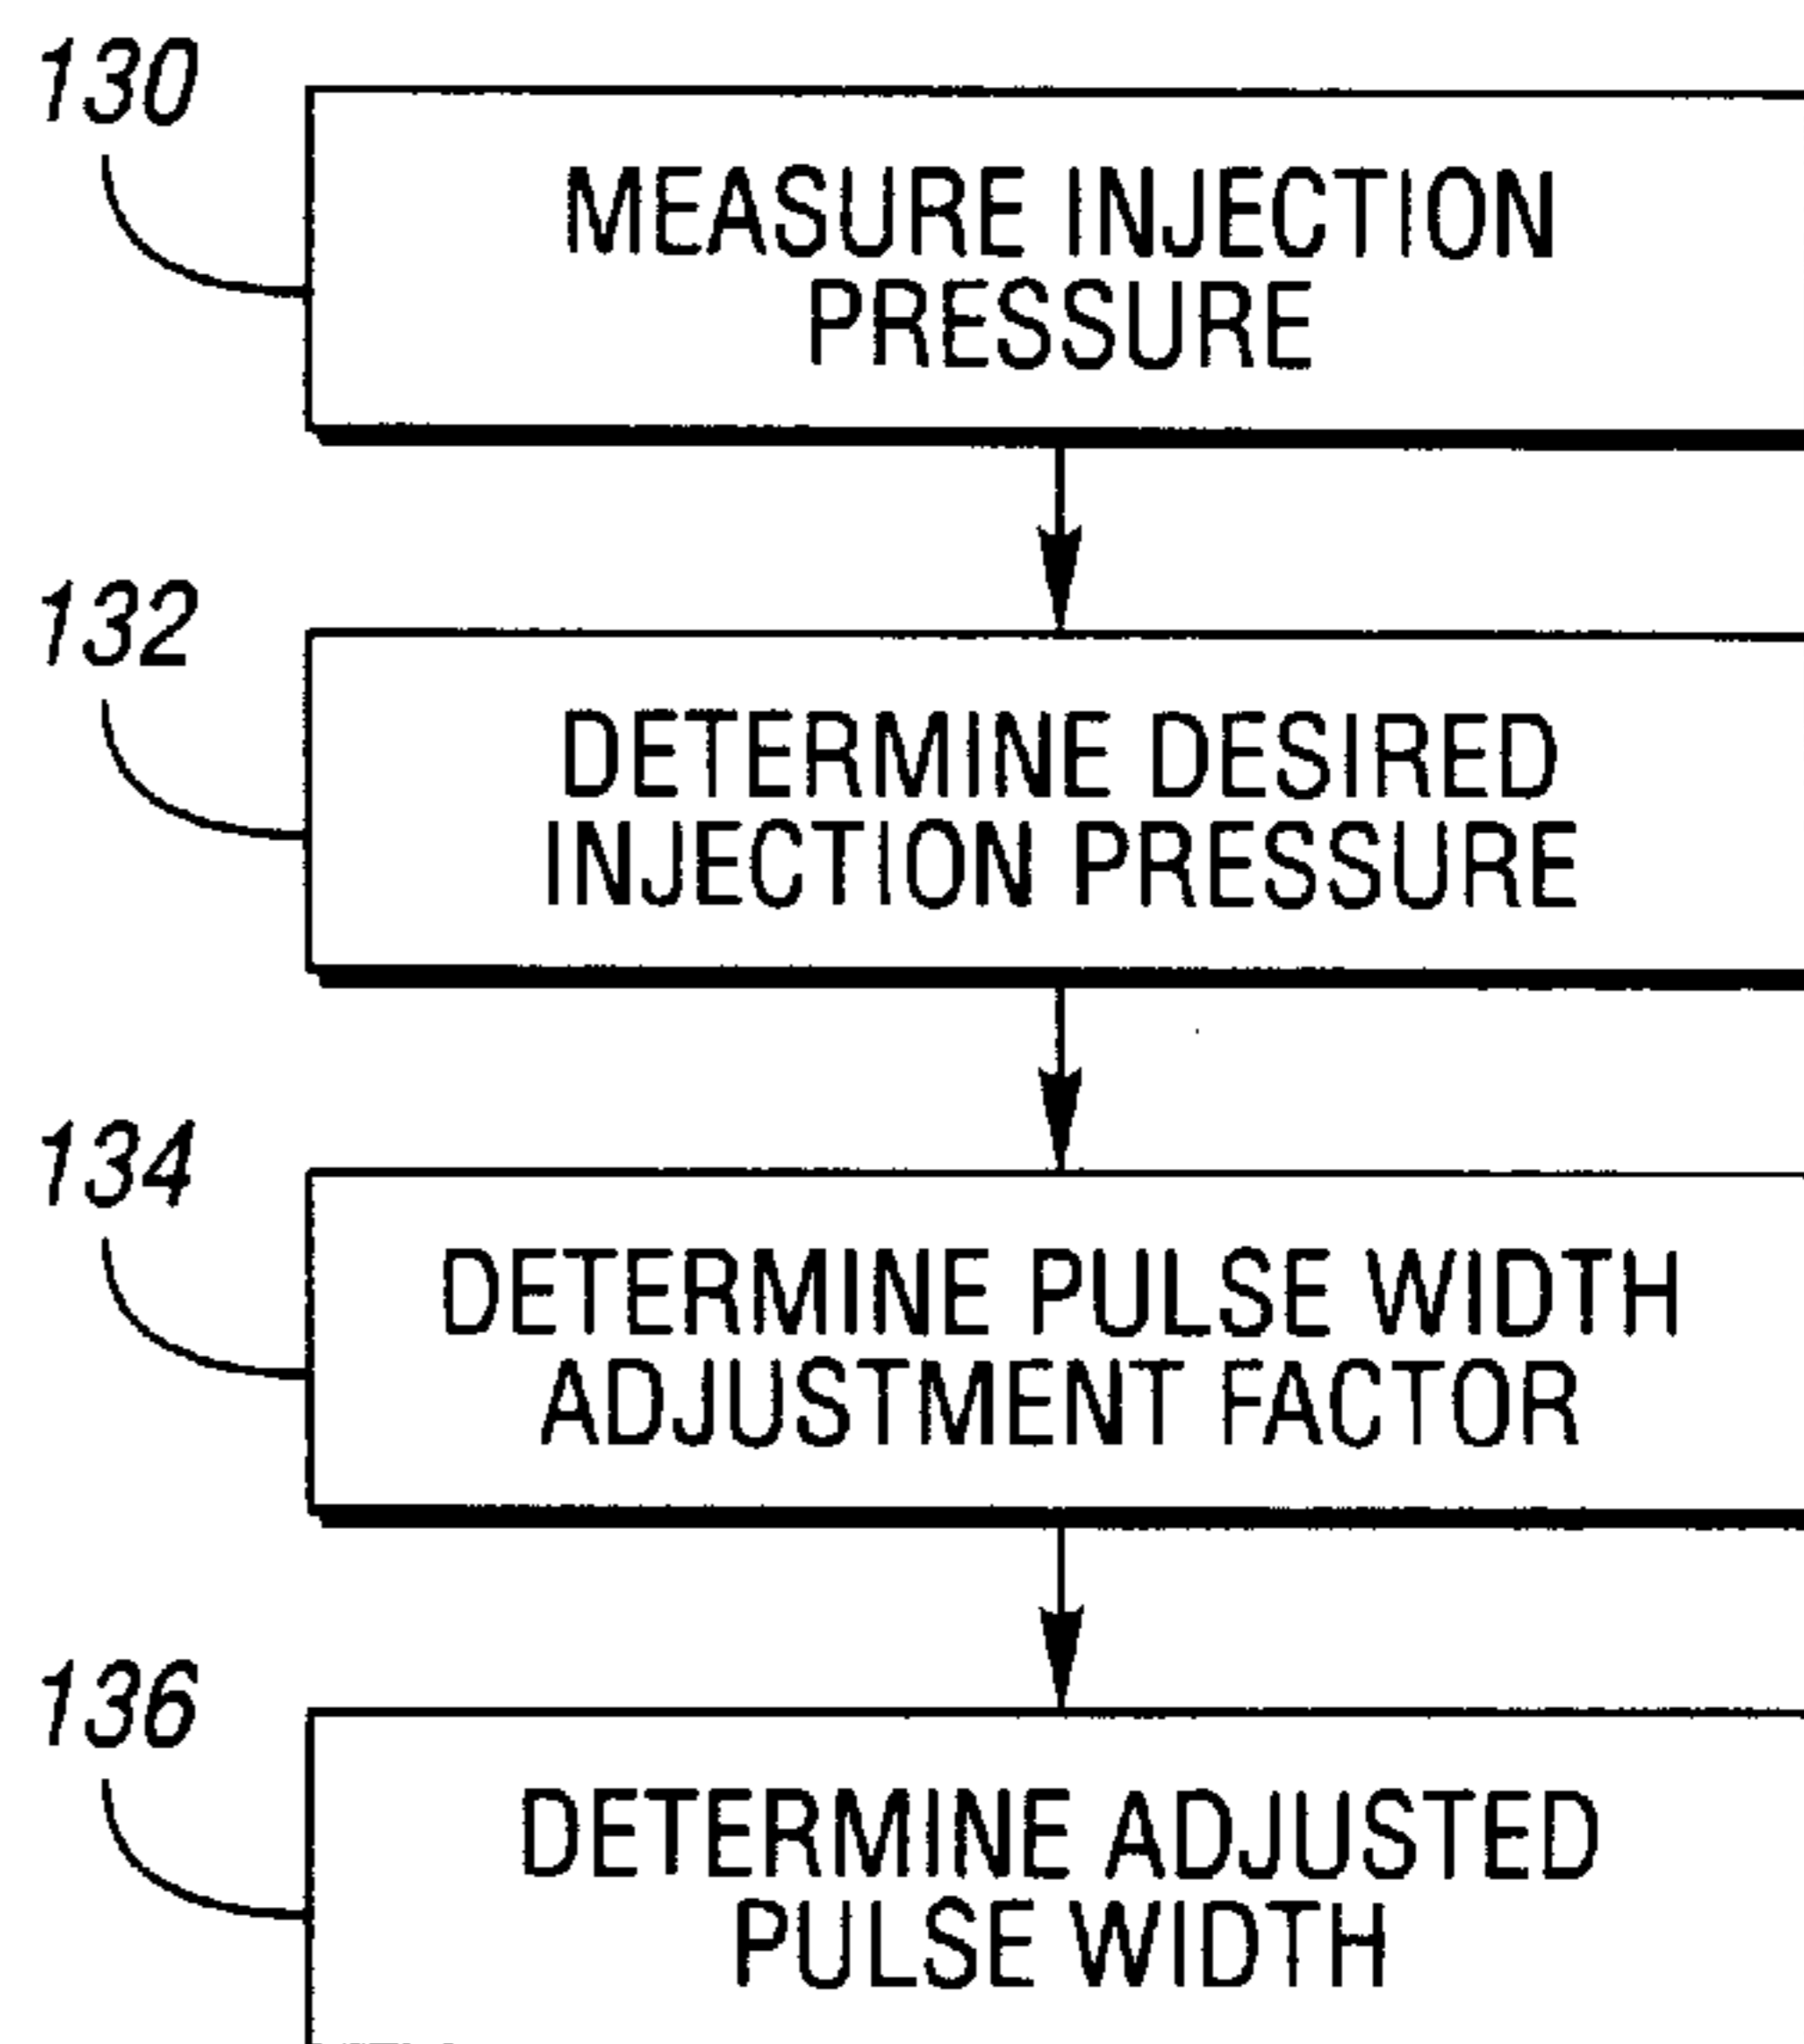 130
MEASURE INJECTION
PRESSURE
132
DETERMINE DESIRED
INJECTION PRESSURE
134
DETERMINE PULSE WIDTH
ADJUSTMENT FACTOR
136
DETERMINE ADJUSTED
PULSE WIDTH